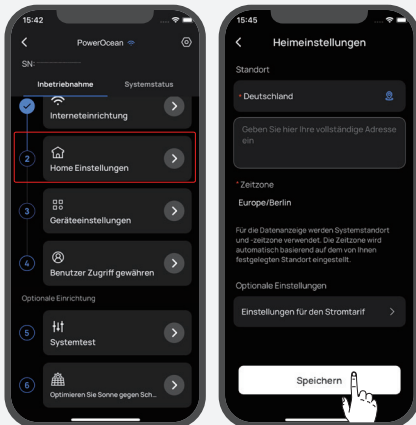 15:42
PowerOcean
SN:
Inbetriebnahme Systemstatus
Interneteinrichtung
2
Home Einstellungen
3
Geräteeinstellungen
4
Benutzer Zugriff gewähren
Optionale Einrichtung
5
Systemtest
6
Optimieren Sie Sonne gegen Sch...
15:45
Heimeinstellungen
Standort
* Deutschland
Geben Sie hier Ihre vollständige Adresse
ein
* Zeitzone
Europe/Berlin
Für die Datenanzeige werden Systemstandort
und -zeitzone verwendet. Die Zeitzone wird
automatisch basierend auf dem von Ihnen
festgelegten Standort eingestellt.
Optionale Einstellungen
Einstellungen für den Stromtarif
Speichern